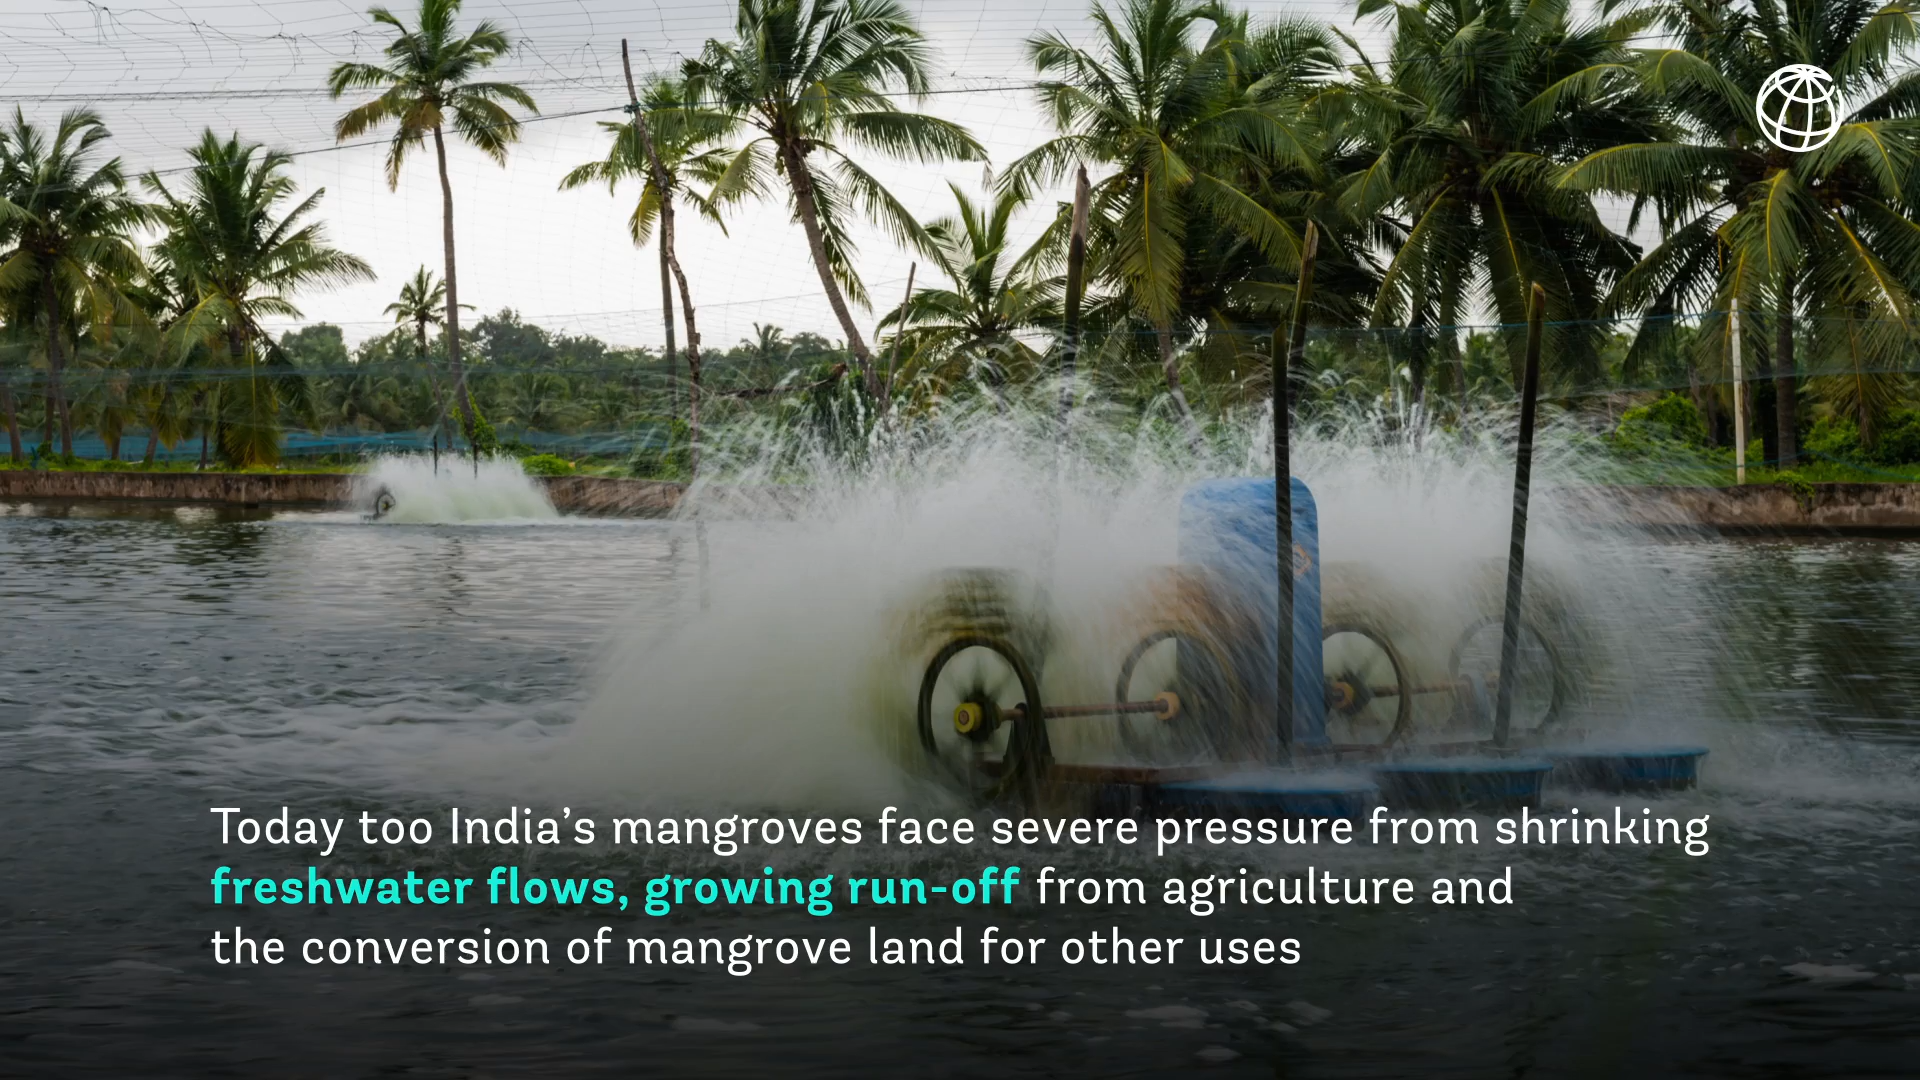 Today too India’s mangroves face severe pressure from shrinking
freshwater flows, growing run-off from agriculture and
the conversion of mangrove land for other uses